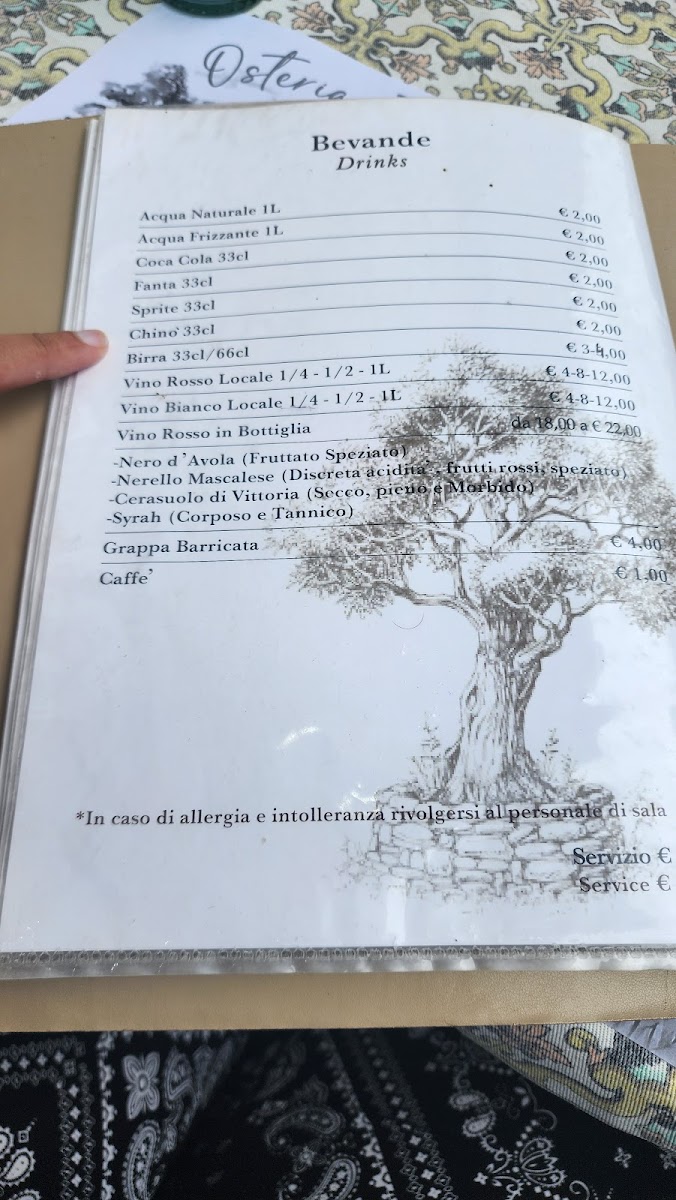 Osteria
Bevande
Drinks
Acqua Naturale 1L € 2,00
Acqua Frizzante 1L € 2,00
Coca Cola 33cl € 2,00
Fanta 33cl € 2,00
Sprite 33cl € 2,00
Chino' 33cl € 2,00
Birra 33cl/66cl € 3-4,00
Vino Rosso Locale 1/4 - 1/2 - 1L € 4-8-12,00
Vino Bianco Locale 1/4 - 1/2 - 1L € 4-8-12,00
Vino Rosso in Bottiglia da 18,00 a € 22,00
-Nero d'Avola (Fruttato Speziato)
-Nerello Mascalese (Discreta acidita', frutti rossi, speziato)
-Cerasuolo di Vittoria (Secco, pieno e Morbido)
-Syrah (Corposo e Tannico)
Grappa Barricata € 4,00
Caffe' € 1,00
*In caso di allergia e intolleranza rivolgersi al personale di sala
Servizio €
Service €